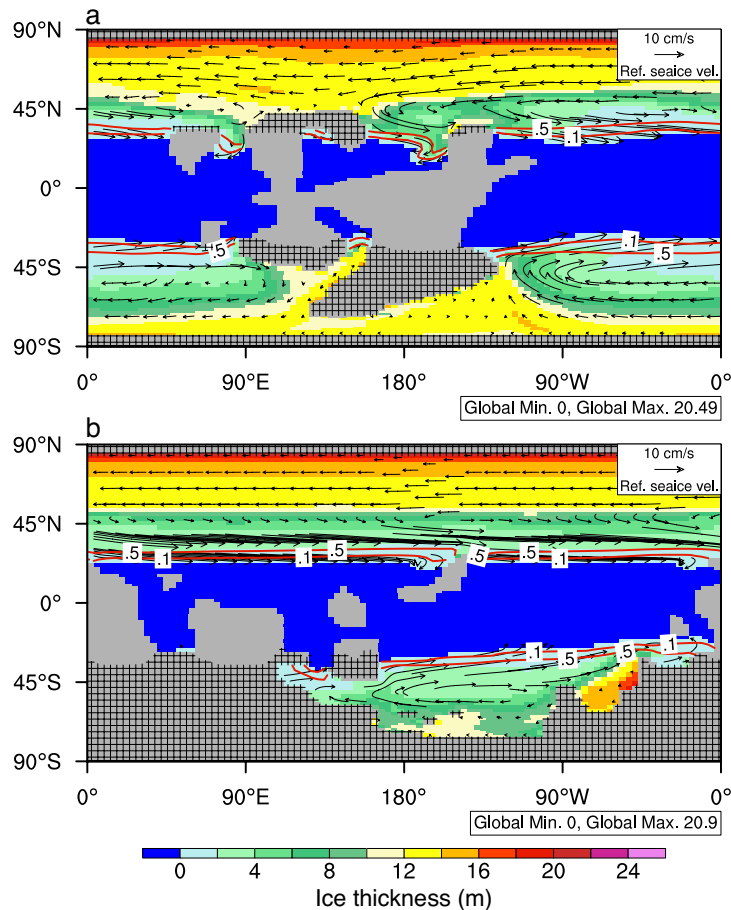 a
90°N
45°N
0°
45°S
90°S
10 cm/s
Ref. seaice vel.
.5
.1
.5
.1
.5
0°
90°E
180°
90°W
0°
Global Min. 0, Global Max. 20.49
b
90°N
45°N
0°
45°S
90°S
10 cm/s
Ref. seaice vel.
.5 .1 .1 .5 .5 .5 .1
.1 .5 .5 .1
0°
90°E
180°
90°W
0°
Global Min. 0, Global Max. 20.9
0 4 8 12 16 20 24
Ice thickness (m)